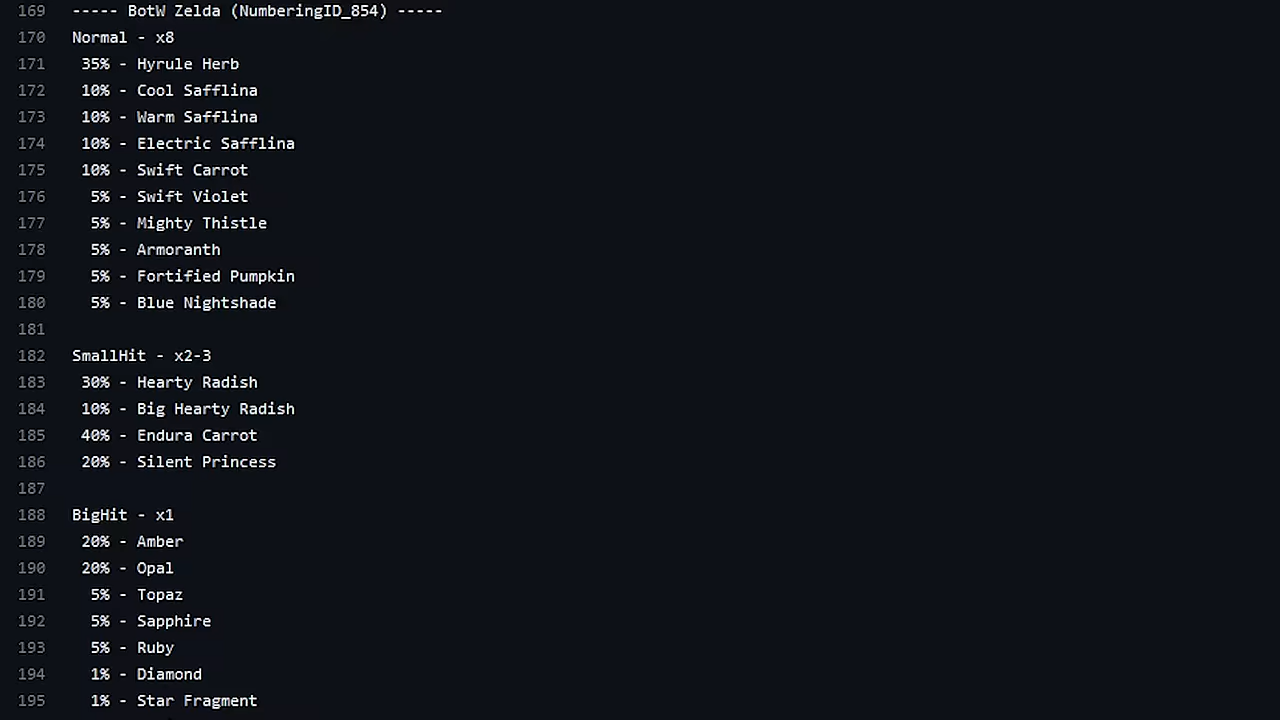 169 ----- BotW Zelda (NumberingID_854) -----
170 Normal - x8
171 35% - Hyrule Herb
172 10% - Cool Safflina
173 10% - Warm Safflina
174 10% - Electric Safflina
175 10% - Swift Carrot
176 5% - Swift Violet
177 5% - Mighty Thistle
178 5% - Armoranth
179 5% - Fortified Pumpkin
180 5% - Blue Nightshade
181
182 SmallHit - x2-3
183 30% - Hearty Radish
184 10% - Big Hearty Radish
185 40% - Endura Carrot
186 20% - Silent Princess
187
188 BigHit - x1
189 20% - Amber
190 20% - Opal
191 5% - Topaz
192 5% - Sapphire
193 5% - Ruby
194 1% - Diamond
195 1% - Star Fragment